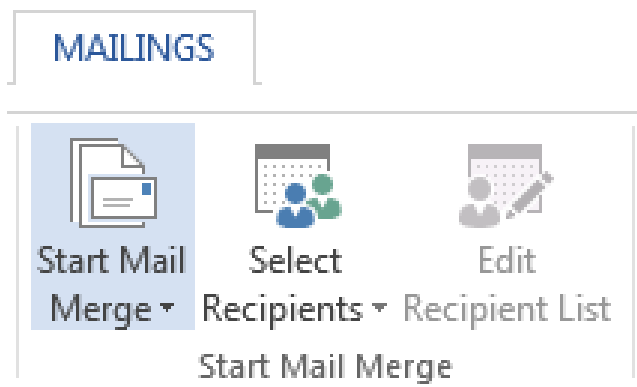 MAILINGS
Start Mail Select Edit
Merge Recipients Recipient List
Start Mail Merge